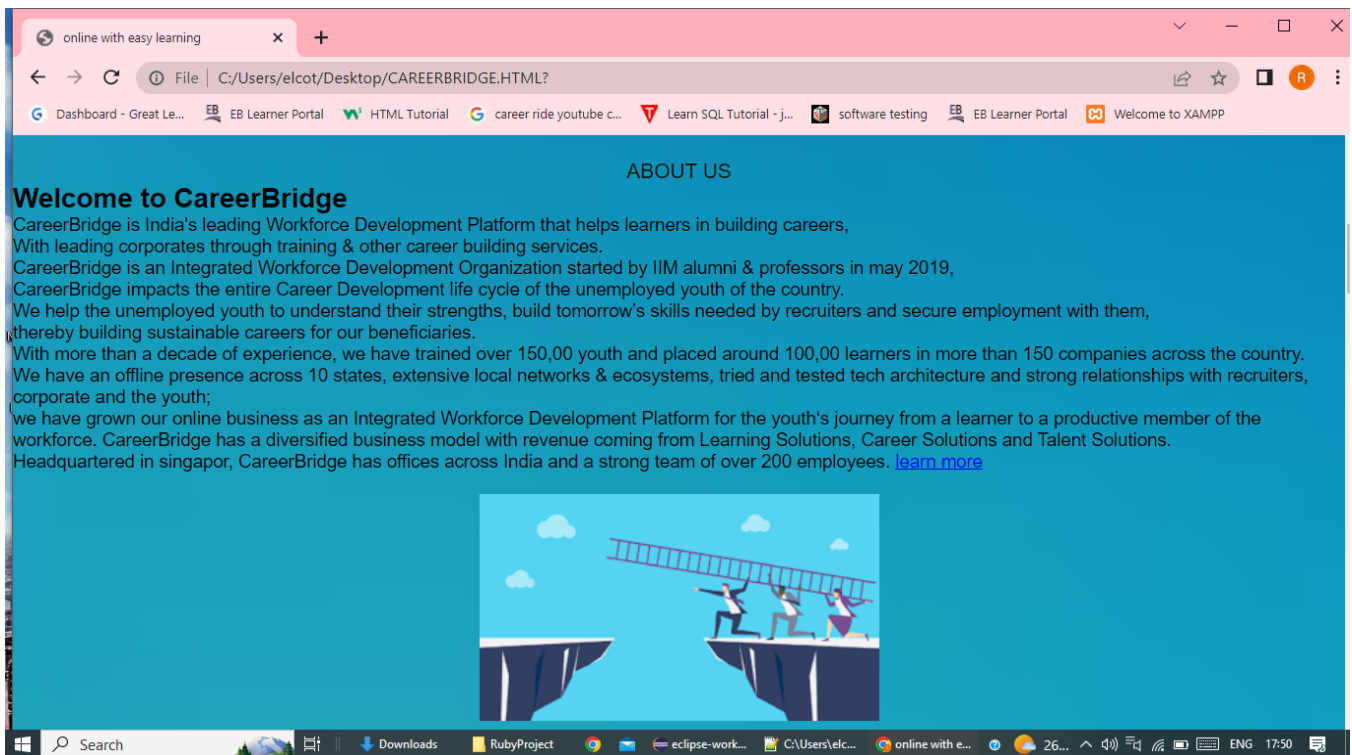 online with easy learning
File C:/Users/elcot/Desktop/CAREERBRIDGE.HTML?
R
Dashboard - Great Le... EB EB Learner Portal HTML Tutorial career ride youtube c... Learn SQL Tutorial - j... software testing EB EB Learner Portal Welcome to XAMPP
ABOUT US
Welcome to CareerBridge
CareerBridge is India's leading Workforce Development Platform that helps learners in building careers,
With leading corporates through training & other career building services.
CareerBridge is an Integrated Workforce Development Organization started by IIM alumni & professors in may 2019,
CareerBridge impacts the entire Career Development life cycle of the unemployed youth of the country.
We help the unemployed youth to understand their strengths, build tomorrow's skills needed by recruiters and secure employment with them,
thereby building sustainable careers for our beneficiaries.
With more than a decade of experience, we have trained over 150,00 youth and placed around 100,00 learners in more than 150 companies across the country.
We have an offline presence across 10 states, extensive local networks & ecosystems, tried and tested tech architecture and strong relationships with recruiters,
corporate and the youth;
we have grown our online business as an Integrated Workforce Development Platform for the youth‘s journey from a learner to a productive member of the
workforce. CareerBridge has a diversified business model with revenue coming from Learning Solutions, Career Solutions and Talent Solutions.
Headquartered in singapor, CareerBridge has offices across India and a strong team of over 200 employees. learn more
Search Downloads RubyProject eclipse-work... C:\Users\elc... online with e... 26... ENG 17:50